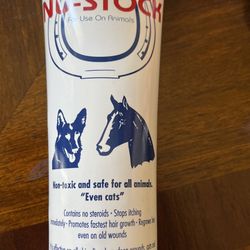 NU-STOCK
For Use On Animals
Non-toxic and safe for all animals.
"Even cats"
Contains no steroids · Stops itching
immediately · Promotes fastest hair growth · Regrows
even on old wounds